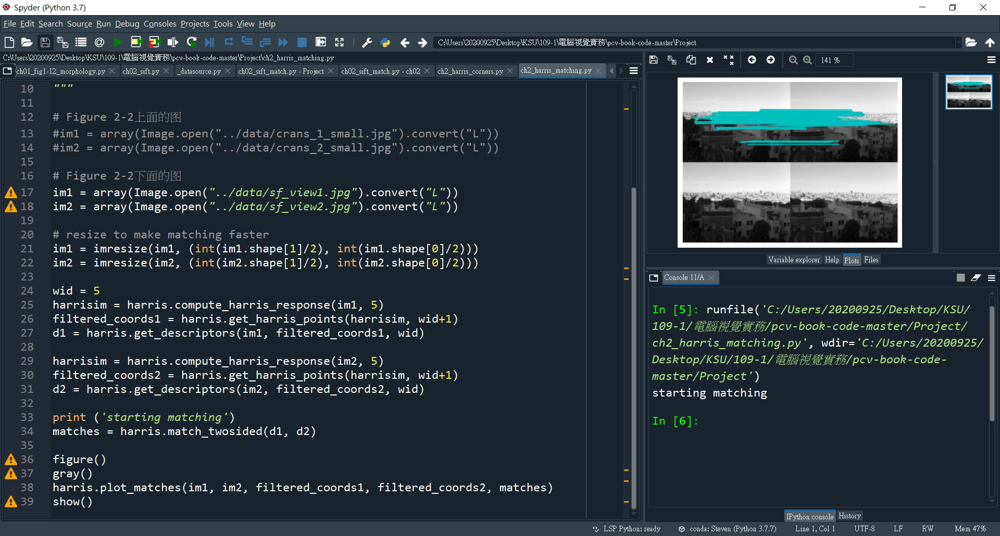 Spyder (Python 3.7)
File Edit Search Source Run Debug Consoles Projects Tools View Help
C:\Users\20200925\Desktop\KSU\109-1\電腦視覺實務\pcv-book-code-master\Project
C:\Users\20200925\Desktop\KSU\109-1\電腦視覺實務\pcv-book-code-master\Project\ch2_harris_matching.py
ch01_fig1-12_morphology.py ch02_sift.py _datasource.py ch02_sift_match.py - Project ch02_sift_match.py - ch02 ch2_harris_corners.py ch2_harris_matching.py
10 """
11
12 # Figure 2-2上面的图
13 #im1 = array(Image.open("../data/crans_1_small.jpg").convert("L"))
14 #im2 = array(Image.open("../data/crans_2_small.jpg").convert("L"))
15
16 # Figure 2-2下面的图
17 im1 = array(Image.open("../data/sf_view1.jpg").convert("L"))
18 im2 = array(Image.open("../data/sf_view2.jpg").convert("L"))
19
20 # resize to make matching faster
21 im1 = imresize(im1, (int(im1.shape[1]/2), int(im1.shape[0]/2)))
22 im2 = imresize(im2, (int(im2.shape[1]/2), int(im2.shape[0]/2)))
23
24 wid = 5
25 harrisim = harris.compute_harris_response(im1, 5)
26 filtered_coords1 = harris.get_harris_points(harrisim, wid+1)
27 d1 = harris.get_descriptors(im1, filtered_coords1, wid)
28
29 harrisim = harris.compute_harris_response(im2, 5)
30 filtered_coords2 = harris.get_harris_points(harrisim, wid+1)
31 d2 = harris.get_descriptors(im2, filtered_coords2, wid)
32
33 print ('starting matching')
34 matches = harris.match_twosided(d1, d2)
35
36 figure()
37 gray()
38 harris.plot_matches(im1, im2, filtered_coords1, filtered_coords2, matches)
39 show()
141 %
Variable explorer Help Plots Files
Console 11/A
In [5]: runfile('C:/Users/20200925/Desktop/KSU/
109-1/電腦視覺實務/pcv-book-code-master/Project/
ch2_harris_matching.py', wdir='C:/Users/20200925/
Desktop/KSU/109-1/電腦視覺實務/pcv-book-code-
master/Project')
starting matching
In [6]:
IPython console History
LSP Python: ready conda: Steven (Python 3.7.7) Line 1, Col 1 UTF-8 LF RW Mem 47%